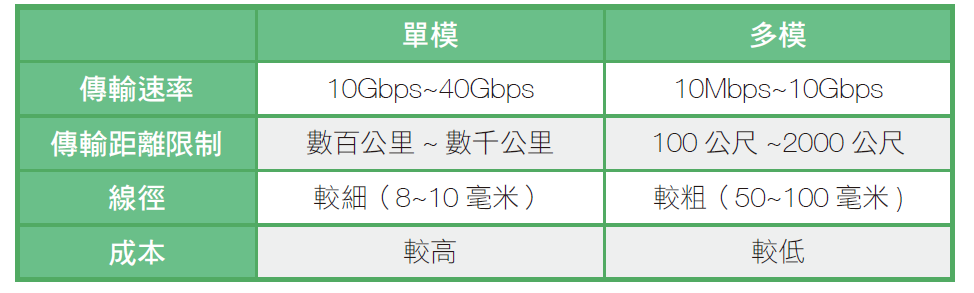 單模 多模
傳輸速率 10Gbps~40Gbps 10Mbps~10Gbps
傳輸距離限制 數百公里 ~ 數千公里 100 公尺 ~2000 公尺
線徑 較細（8~10 毫米） 較粗（50~100 毫米)
成本 較高 較低